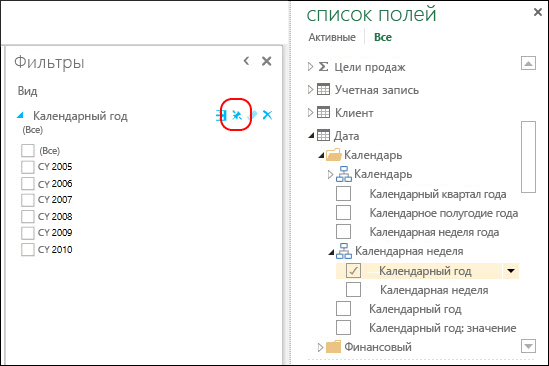 Фильтры
Вид
Календарный год
(Все)
(Все)
CY 2005
CY 2006
CY 2007
CY 2008
CY 2009
CY 2010
список полей
Активные Все
Σ Цели продаж
Учетная запись
Клиент
Дата
Календарь
Календарь
Календарный квартал года
Календарное полугодие года
Календарная неделя года
Календарная неделя
Календарный год
Календарная неделя
Календарный год
Календарный год: значение
Финансовый